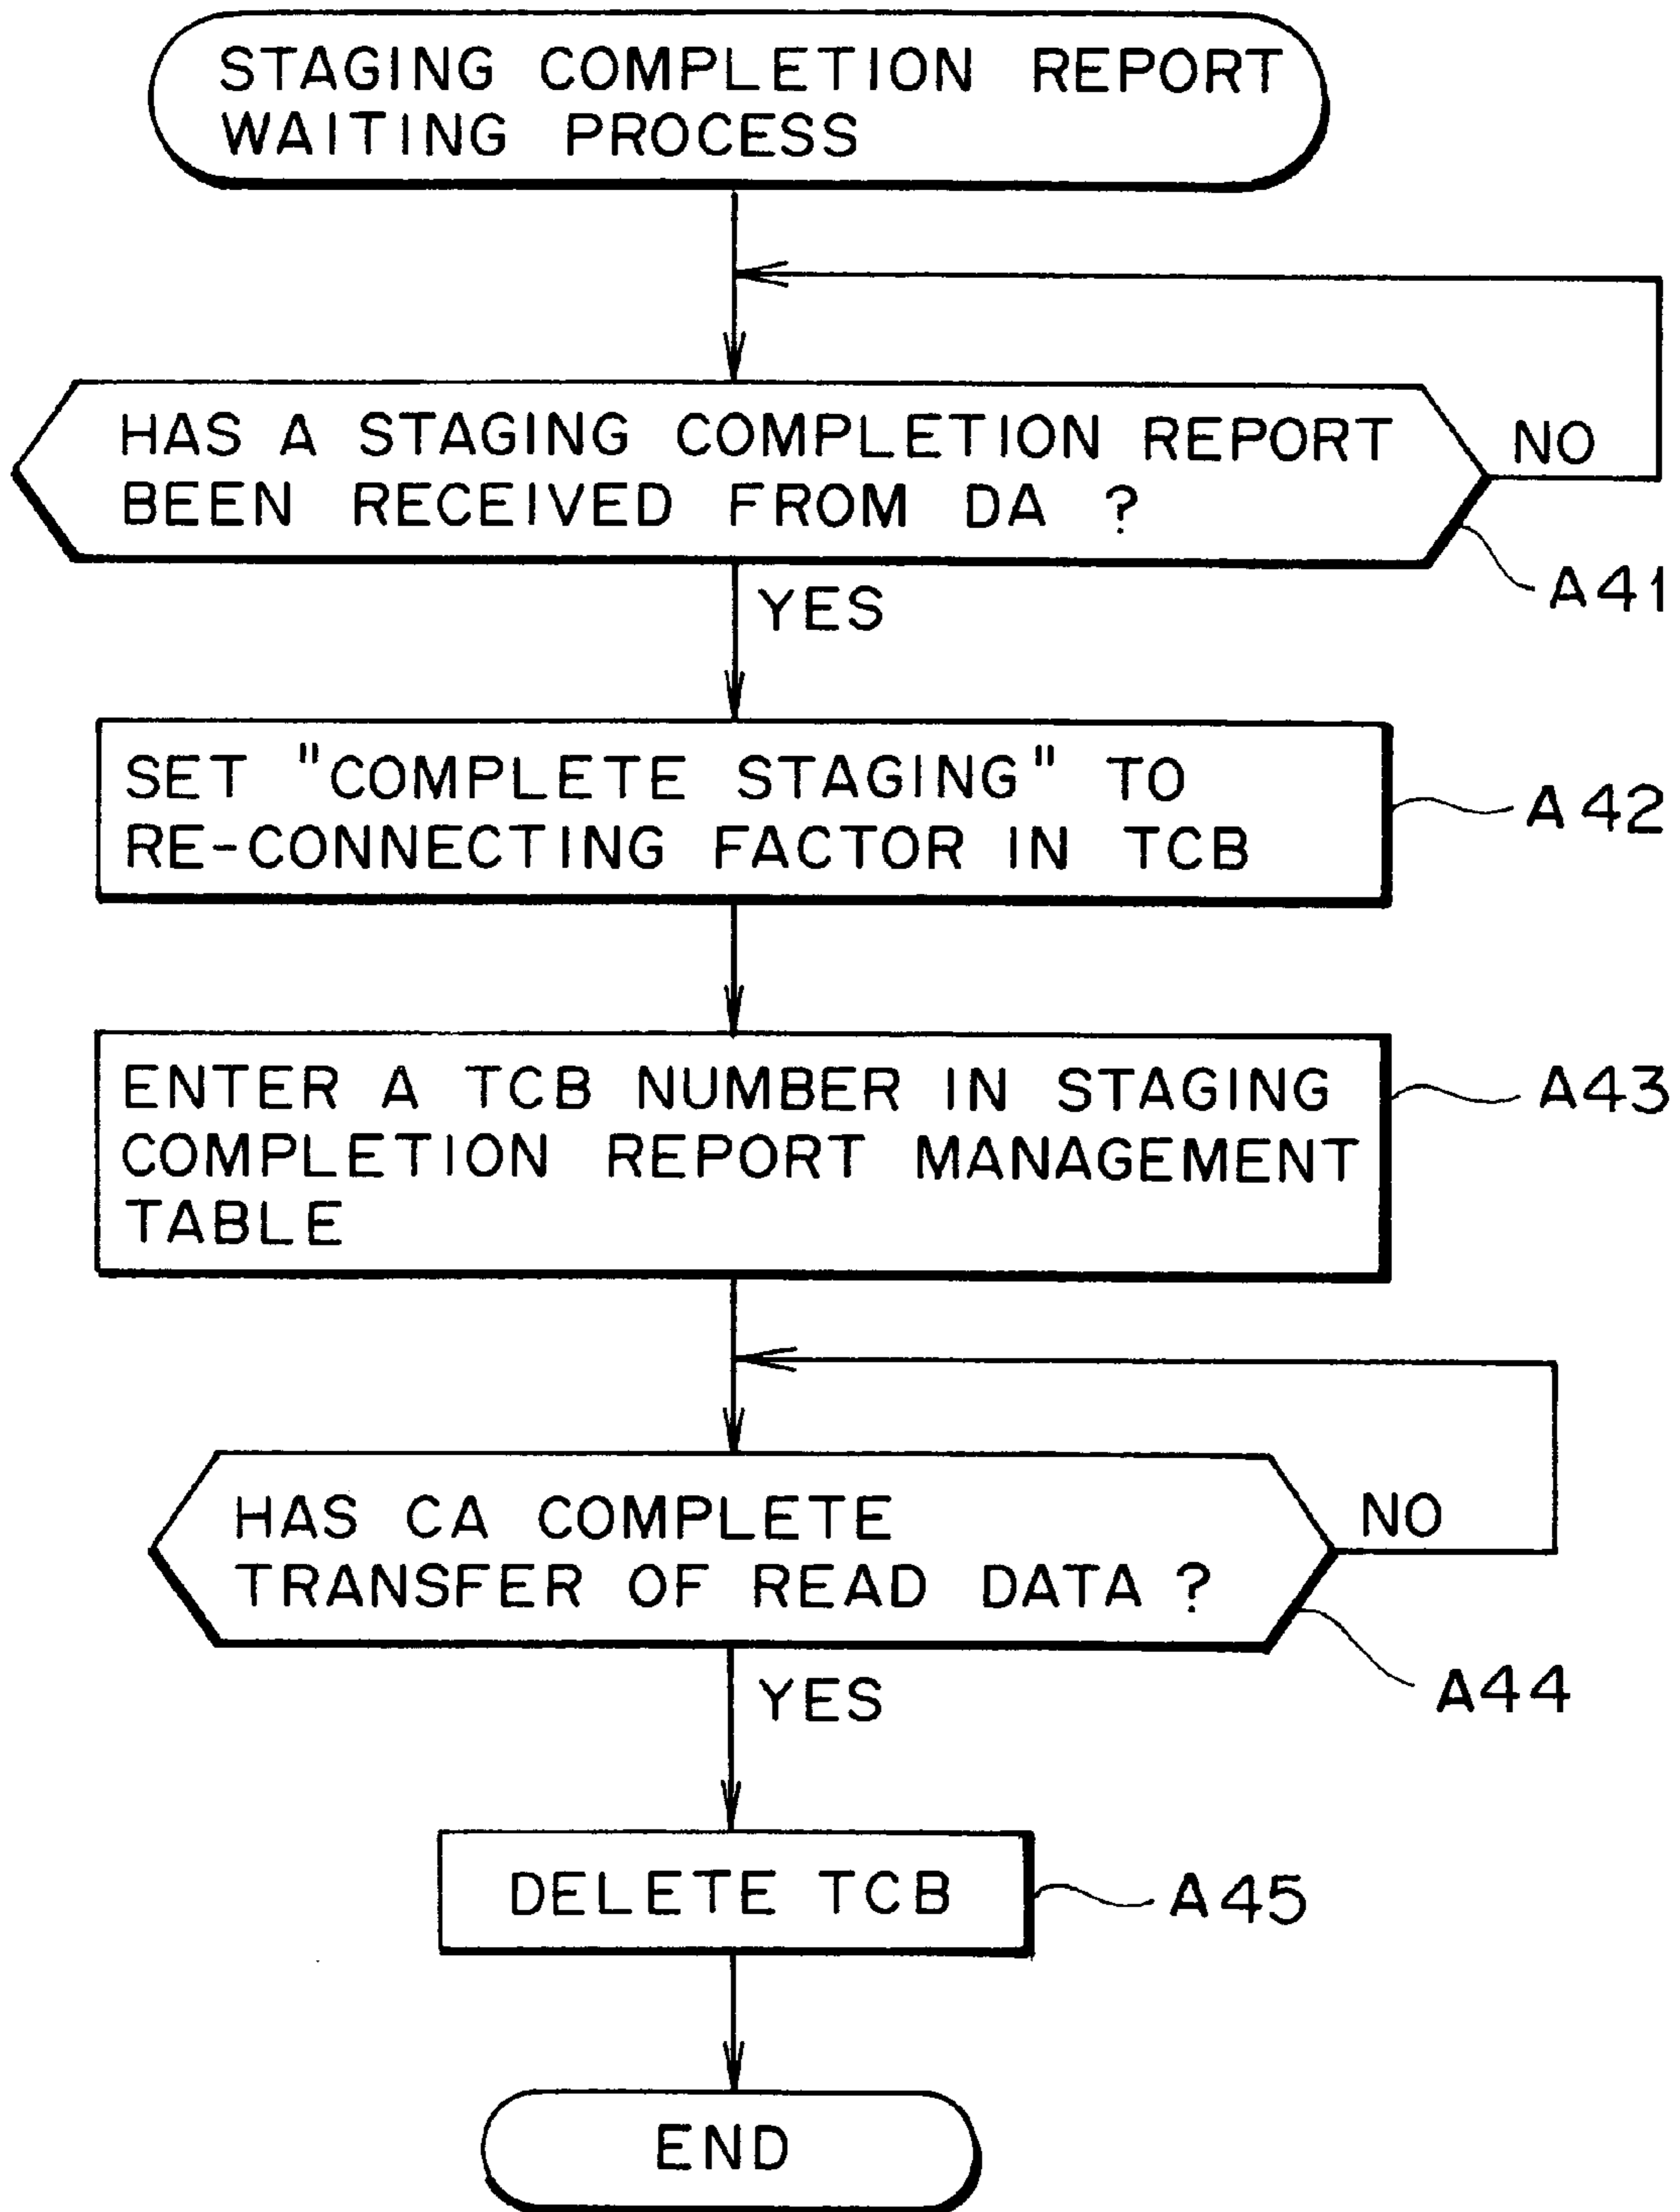 STAGING COMPLETION REPORT
WAITING PROCESS
HAS A STAGING COMPLETION REPORT
BEEN RECEIVED FROM DA ?
NO
A41
YES
SET "COMPLETE STAGING" TO
RE-CONNECTING FACTOR IN TCB
A42
ENTER A TCB NUMBER IN STAGING
COMPLETION REPORT MANAGEMENT
TABLE
A43
HAS CA COMPLETE
TRANSFER OF READ DATA ?
NO
A44
YES
DELETE TCB
A45
END